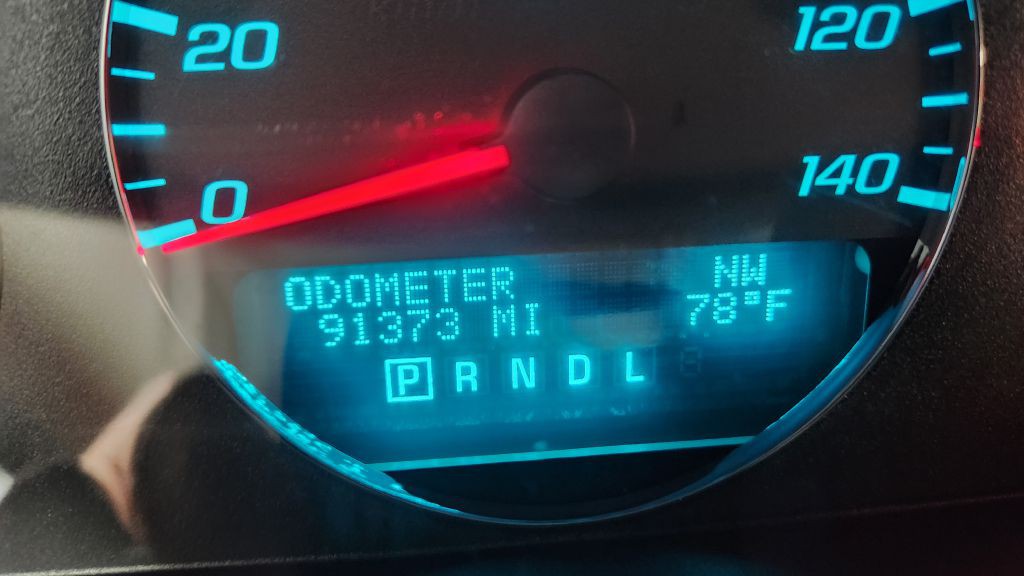 20 120
0 140
ODOMETER NW
91373 MI 78°F
P R N D L